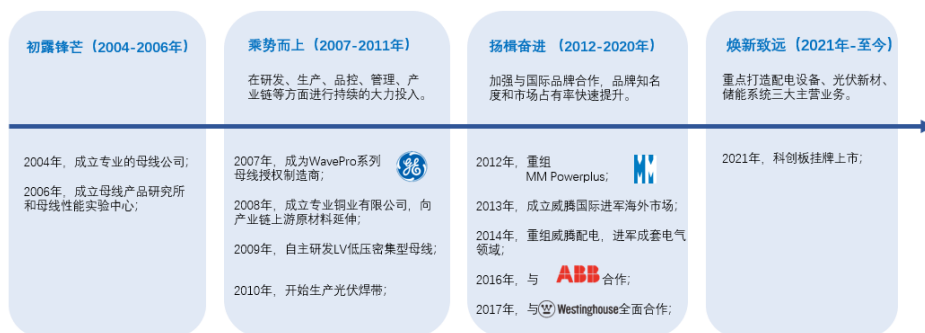 初露锋芒（2004-2006年）
2004年，成立专业的母线公司;
2006年，成立母线产品研究所
和母线性能实验中心;
乘势而上（2007-2011年）
在研发、生产、品控、管理、产
业链等方面进行持续的大力投入。
2007年，成为WavePro系列
母线授权制造商;
GE
2008年，成立专业铜业有限公司，向
产业链上游原材料延伸;
2009年，自主研发LV低压密集型母线;
2010年，开始生产光伏焊带;
扬楫奋进（2012-2020年）
加强与国际品牌合作，品牌知名
度和市场占有率快速提升。
2012年，重组
MM Powerplus;
MM
2013年，成立威腾国际进军海外市场;
2014年，重组威腾配电，进军成套电气
领域;
2016年，与 ABB 合作;
2017年，与 W Westinghouse全面合作;
焕新致远（2021年-至今）
重点打造配电设备、光伏新材、
储能系统三大主营业务。
2021年，科创板挂牌上市;